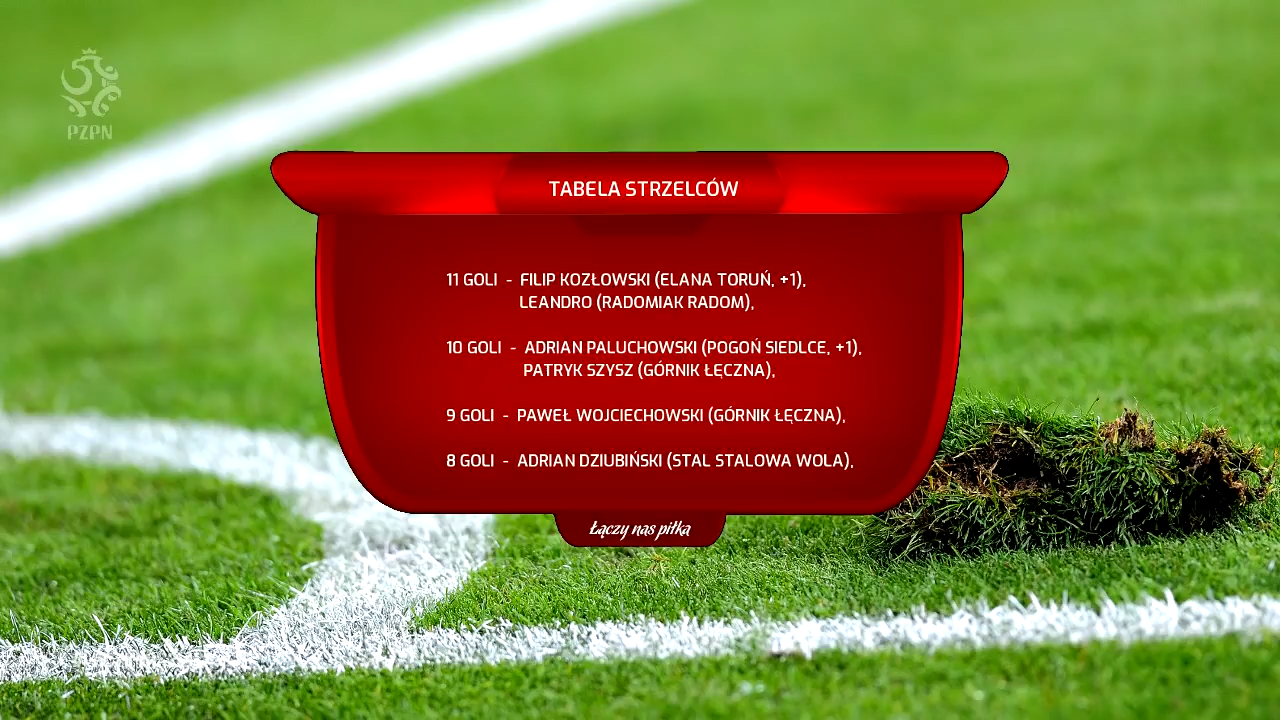 PZPN
TABELA STRZELCÓW
11 GOLI - FILIP KOZŁOWSKI (ELANA TORUŃ, +1),
LEANDRO (RADOMIAK RADOM),
10 GOLI - ADRIAN PALUCHOWSKI (POGOŃ SIEDLCE, +1),
PATRYK SZYSZ (GÓRNIK ŁĘCZNA),
9 GOLI - PAWEŁ WOJCIECHOWSKI (GÓRNIK ŁĘCZNA),
8 GOLI - ADRIAN DZIUBIŃSKI (STAL STALOWA WOLA),
Łączy nas piłka